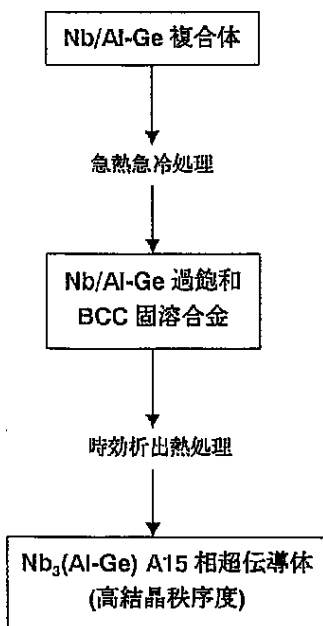 Nb/Al-Ge 複合体
急熱急冷処理
Nb/Al-Ge 過飽和
BCC 固溶合金
時効析出熱処理
Nb₃(Al-Ge) A15 相超伝導体
(高結晶秩序度)